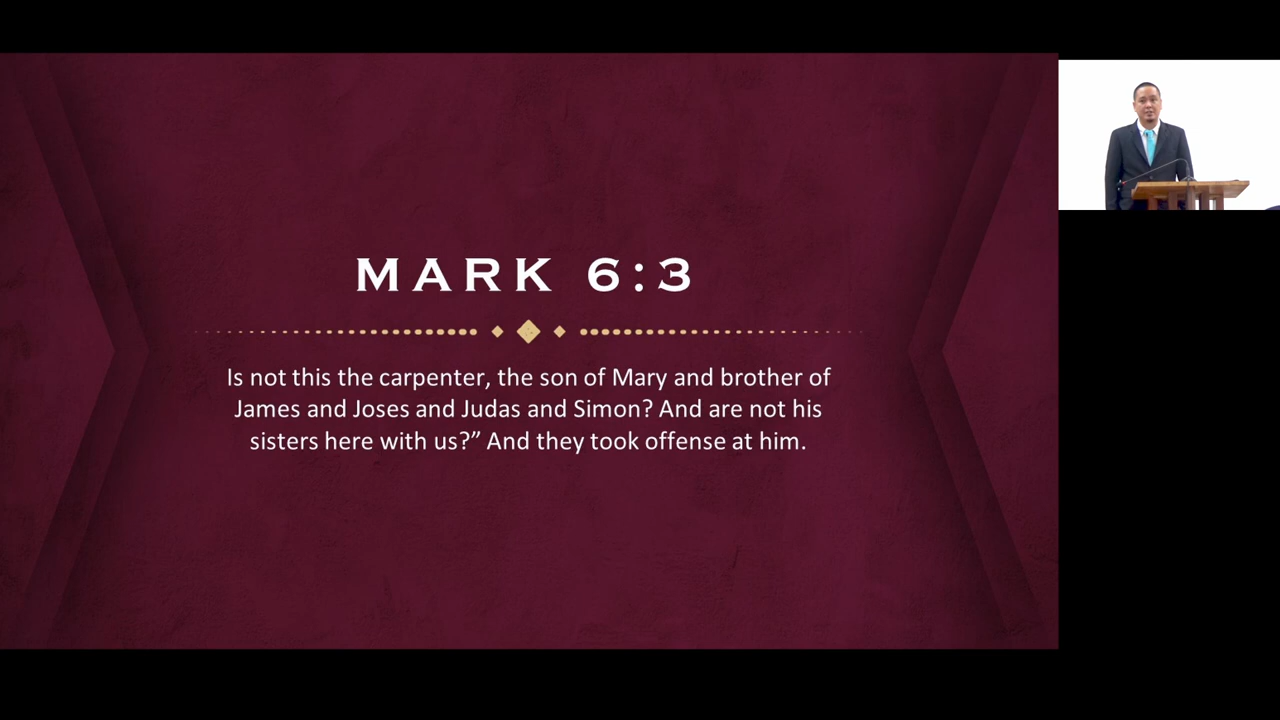 MARK 6:3
Is not this the carpenter, the son of Mary and brother of
James and Joses and Judas and Simon? And are not his
sisters here with us?” And they took offense at him.